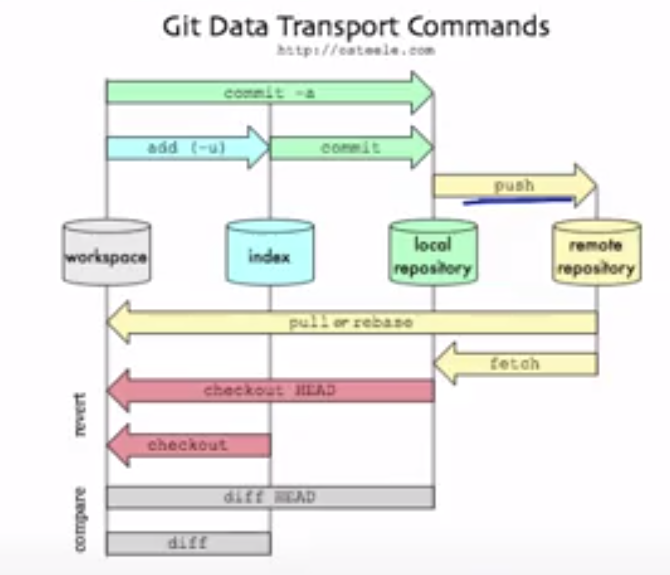 Git Data Transport Commands
http://osteele.com
commit -a
add (-u)
commit
push
workspace
index
local
repository
remote
repository
pull or rebase
fetch
revert
checkout HEAD
checkout
compare
diff HEAD
diff